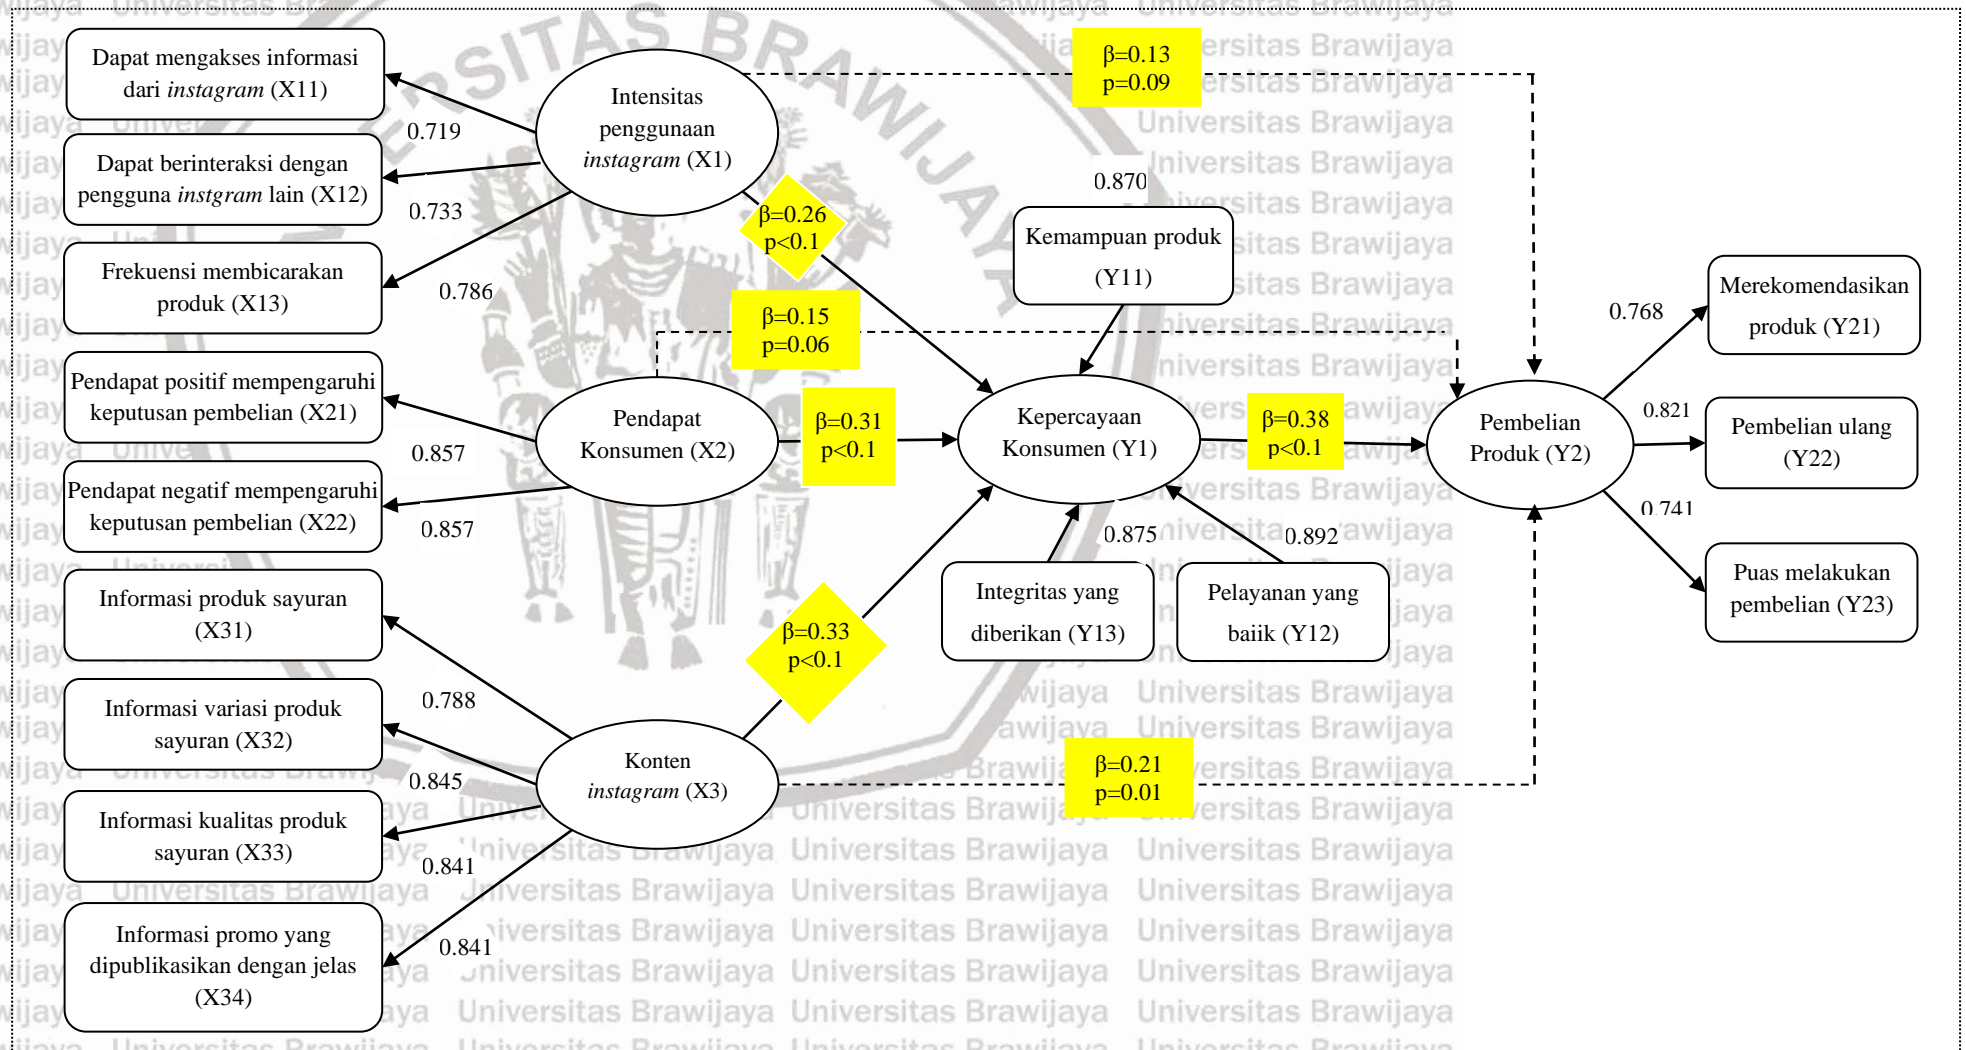 Dapat mengakses informasi
dari instagram (X11)
0.719
Dapat berinteraksi dengan
pengguna instgram lain (X12)
0.733
Frekuensi membicarakan
produk (X13)
0.786
Pendapat positif mempengaruhi
keputusan pembelian (X21)
0.857
Pendapat negatif mempengaruhi
keputusan pembelian (X22)
0.857
Informasi produk sayuran
(X31)
0.788
Informasi variasi produk
sayuran (X32)
0.845
Informasi kualitas produk
sayuran (X33)
0.841
Informasi promo yang
dipublikasikan dengan jelas
(X34)
0.841
Intensitas
penggunaan
instagram (X1)
Pendapat
Konsumen (X2)
Konten
instagram (X3)
β=0.13
p=0.09
β=0.26
p<0.1
β=0.15
p=0.06
β=0.31
p<0.1
β=0.33
p<0.1
β=0.21
p=0.01
0.870
Kemampuan produk
(Y11)
Kepercayaan
Konsumen (Y1)
0.875
Integritas yang
diberikan (Y13)
0.892
Pelayanan yang
baiik (Y12)
β=0.38
p<0.1
Pembelian
Produk (Y2)
0.768
Merekomendasikan
produk (Y21)
0.821
Pembelian ulang
(Y22)
0.741
Puas melakukan
pembelian (Y23)
UNIVERSITAS BRAWIJAYA
Universitas Brawijaya